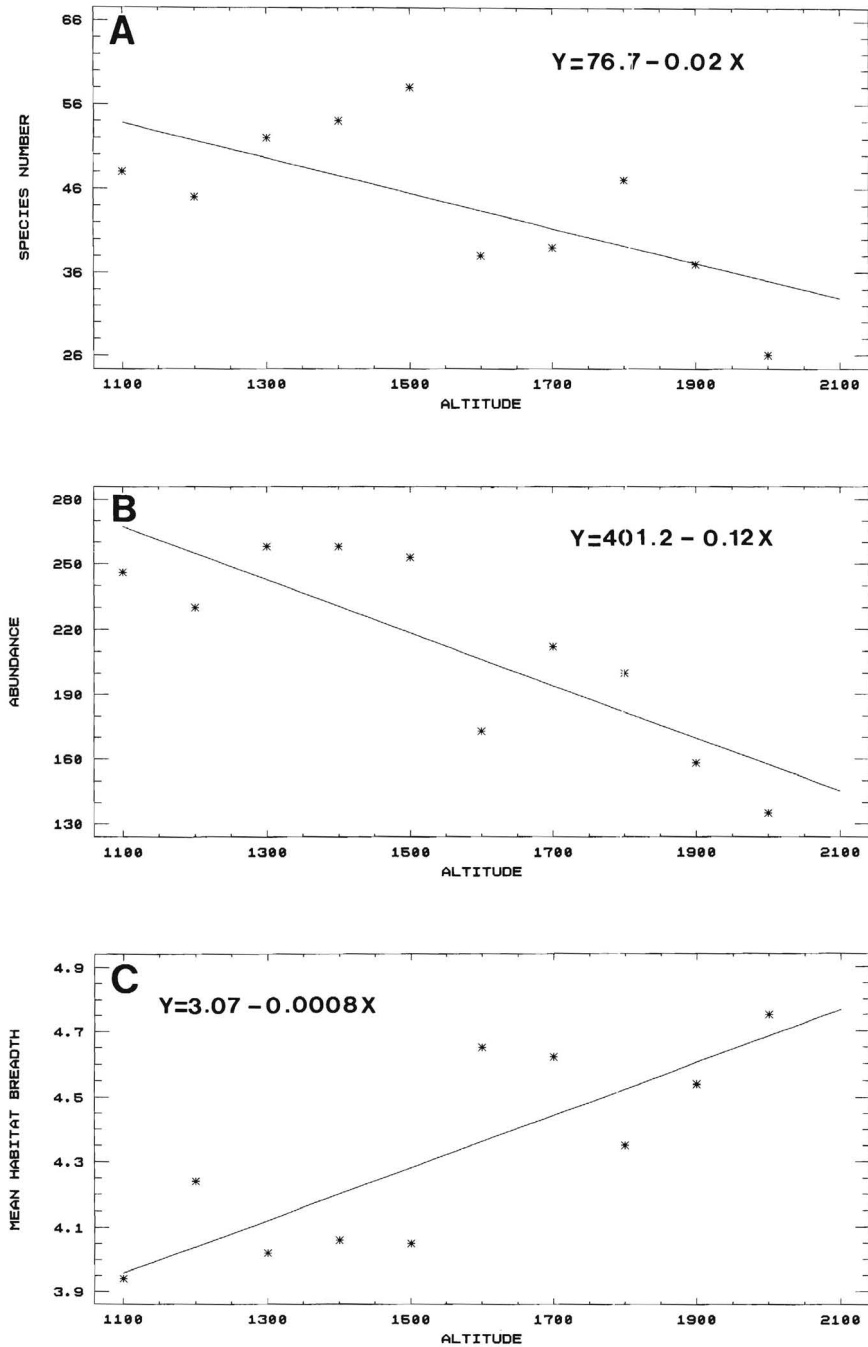 A
Y=76.7-0.02 X
SPECIES NUMBER
66
56
46
36
26
1100 1300 1500 1700 1900 2100
ALTITUDE
B
Y=401.2-0.12X
ABUNDANCE
280
250
220
190
160
130
1100 1300 1500 1700 1900 2100
ALTITUDE
C
Y=3.07-0.0008X
MEAN HABITAT BREADTH
4.9
4.7
4.5
4.3
4.1
3.9
1100 1300 1500 1700 1900 2100
ALTITUDE